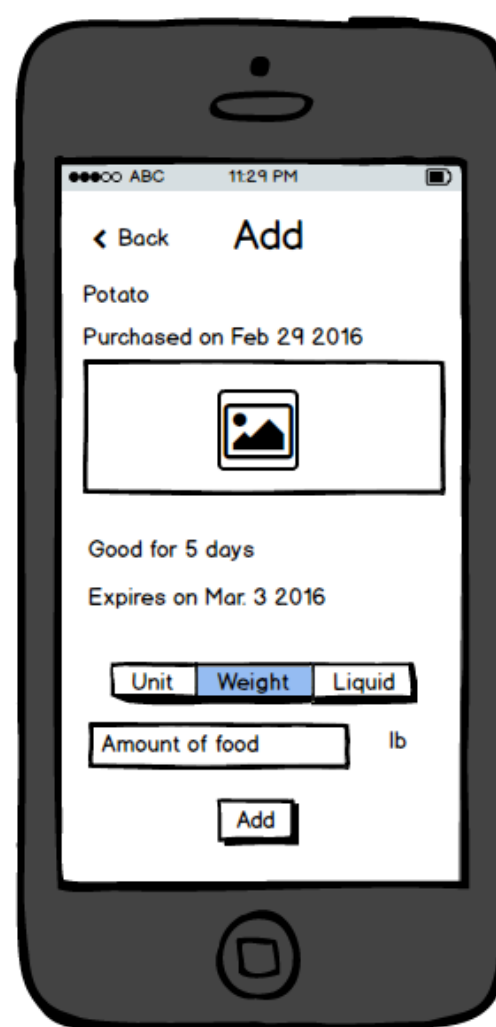 ABC 11:29 PM
Back Add
Potato
Purchased on Feb 29 2016
Good for 5 days
Expires on Mar. 3 2016
Unit Weight Liquid
Amount of food lb
Add